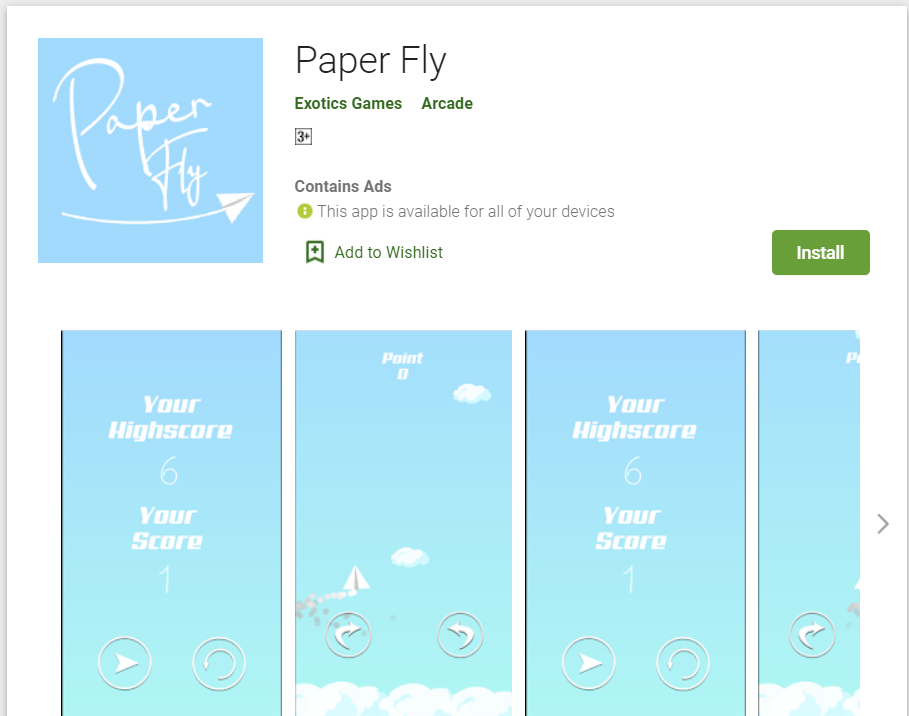 Paper
Fly
Paper Fly
Exotics Games Arcade
3+
Contains Ads
This app is available for all of your devices
Add to Wishlist
Install
Your
Highscore
6
Your
Score
1
Point
0
Your
Highscore
6
Your
Score
1
P